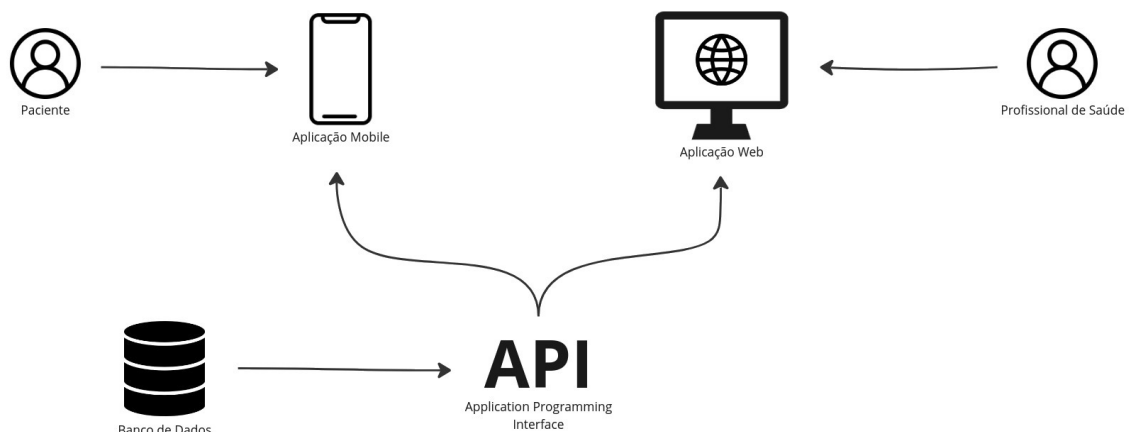 Paciente
Aplicação Mobile
Aplicação Web
Profissional de Saúde
API
Application Programming
Interface
Banco de Dados